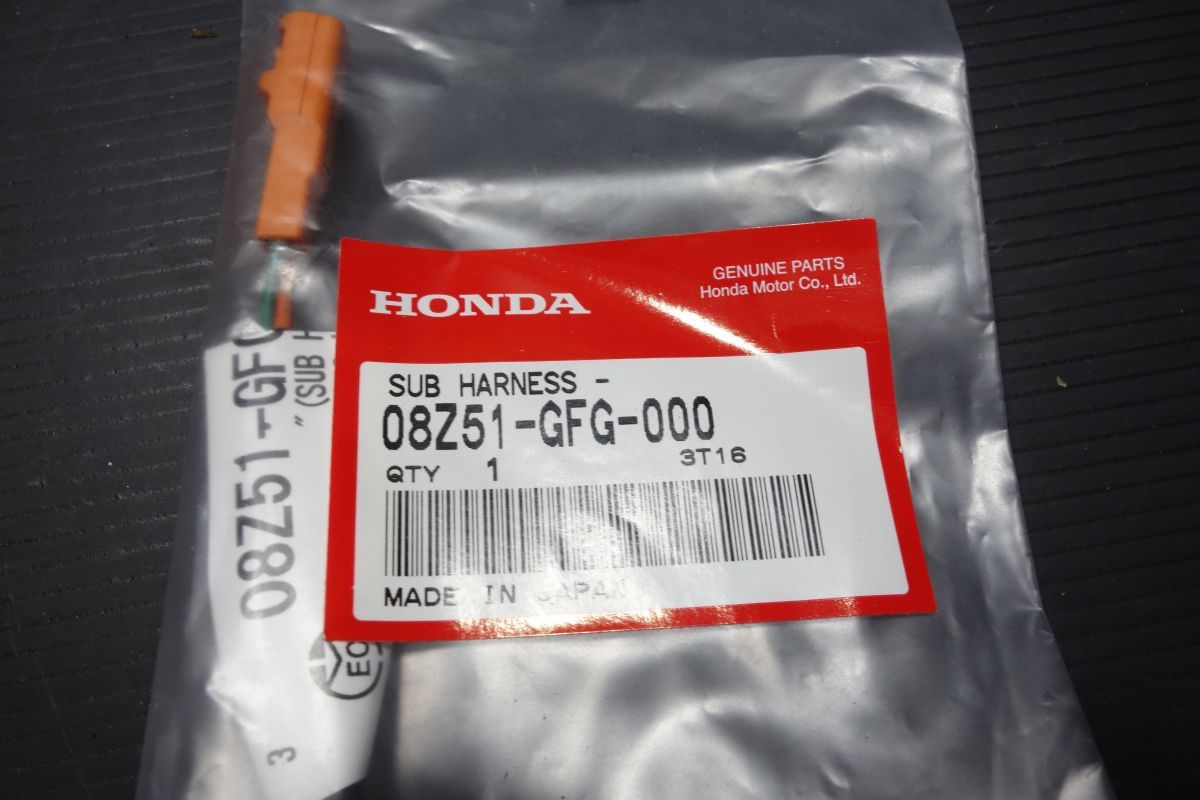 HONDA
GENUINE PARTS
Honda Motor Co., Ltd.
SUB HARNESS -
08Z51-GFG-000
QTY 1 3T16
MADE IN JAPAN
08Z51-GF
"(SUB H
3